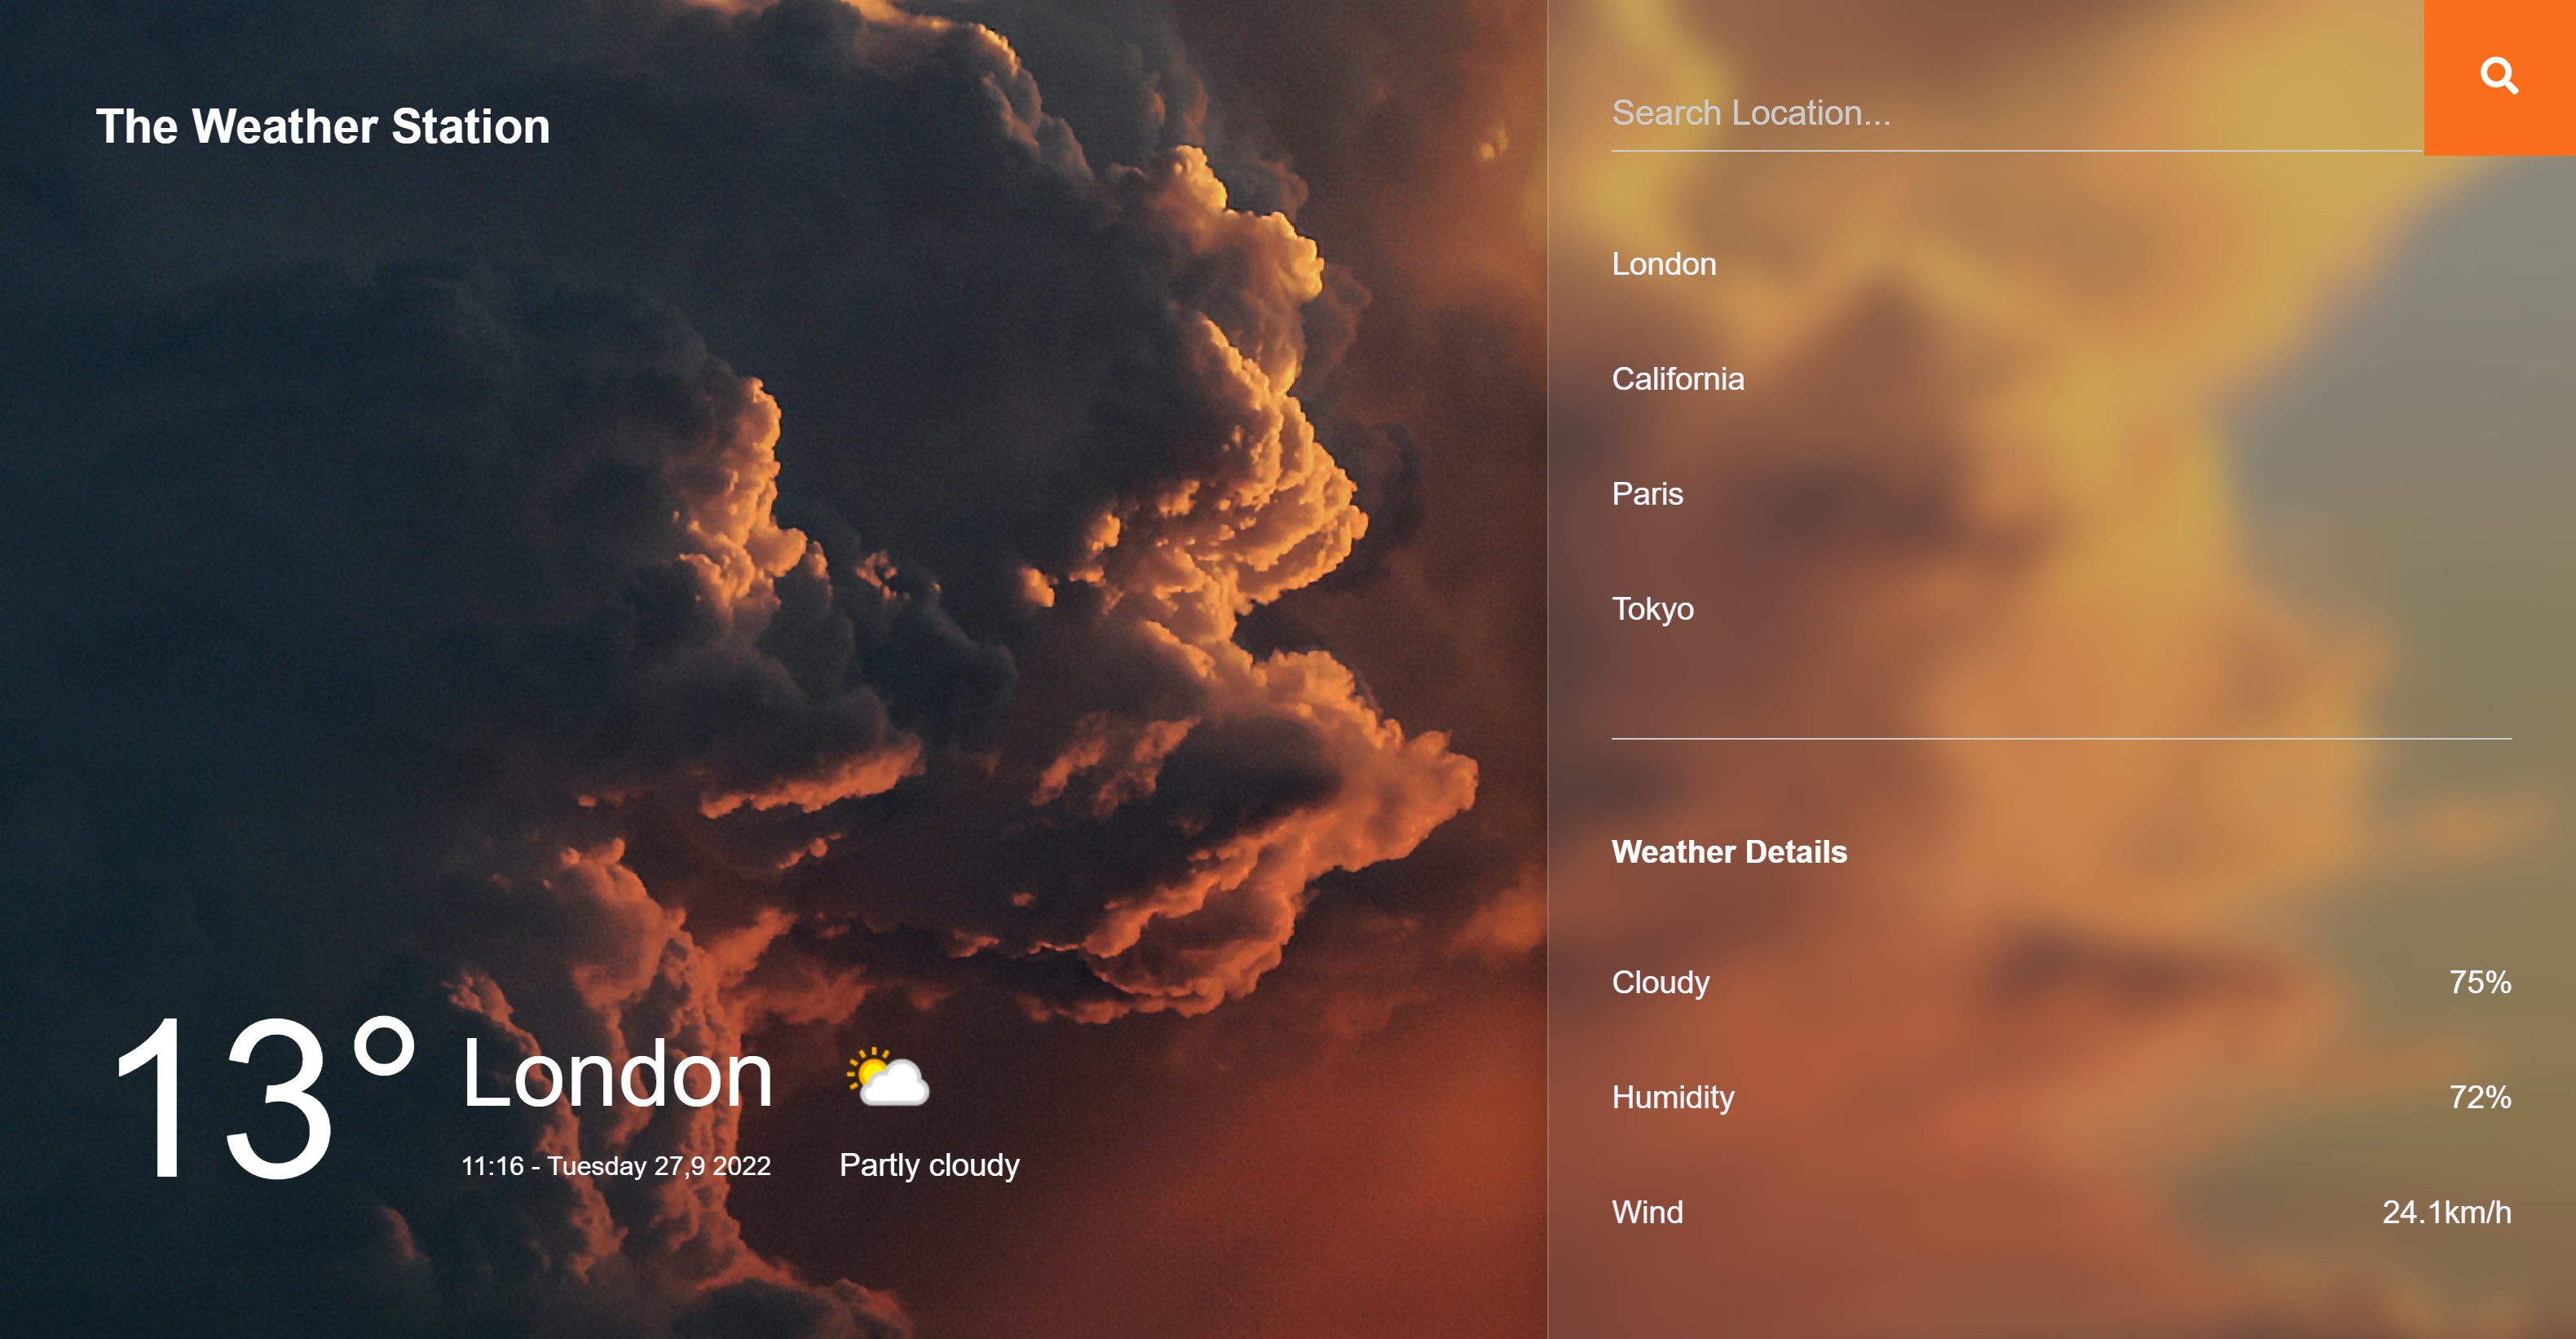 The Weather Station
13°
London
11:16 - Tuesday 27,9 2022
Partly cloudy
Search Location...
London
California
Paris
Tokyo
Weather Details
Cloudy 75%
Humidity 72%
Wind 24.1km/h